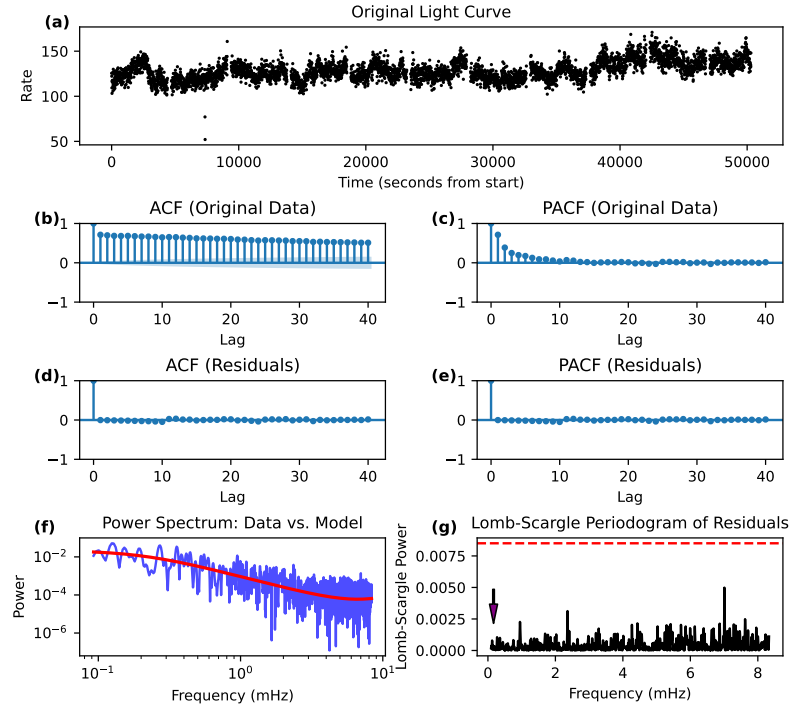 (a) Original Light Curve
150
100
50
Rate
0 10000 20000 30000 40000 50000
Time (seconds from start)
(b) ACF (Original Data)
1
0
−1
0 10 20 30 40
Lag
(c) PACF (Original Data)
1
0
−1
0 10 20 30 40
Lag
(d) ACF (Residuals)
1
0
−1
0 10 20 30 40
Lag
(e) PACF (Residuals)
1
0
−1
0 10 20 30 40
Lag
(f) Power Spectrum: Data vs. Model
10⁻²
10⁻⁴
10⁻⁶
Power
10⁻¹ 10⁰ 10¹
Frequency (mHz)
(g) Lomb-Scargle Periodogram of Residuals
0.0075
0.0050
0.0025
0.0000
Lomb-Scargle Power
0 2 4 6 8
Frequency (mHz)